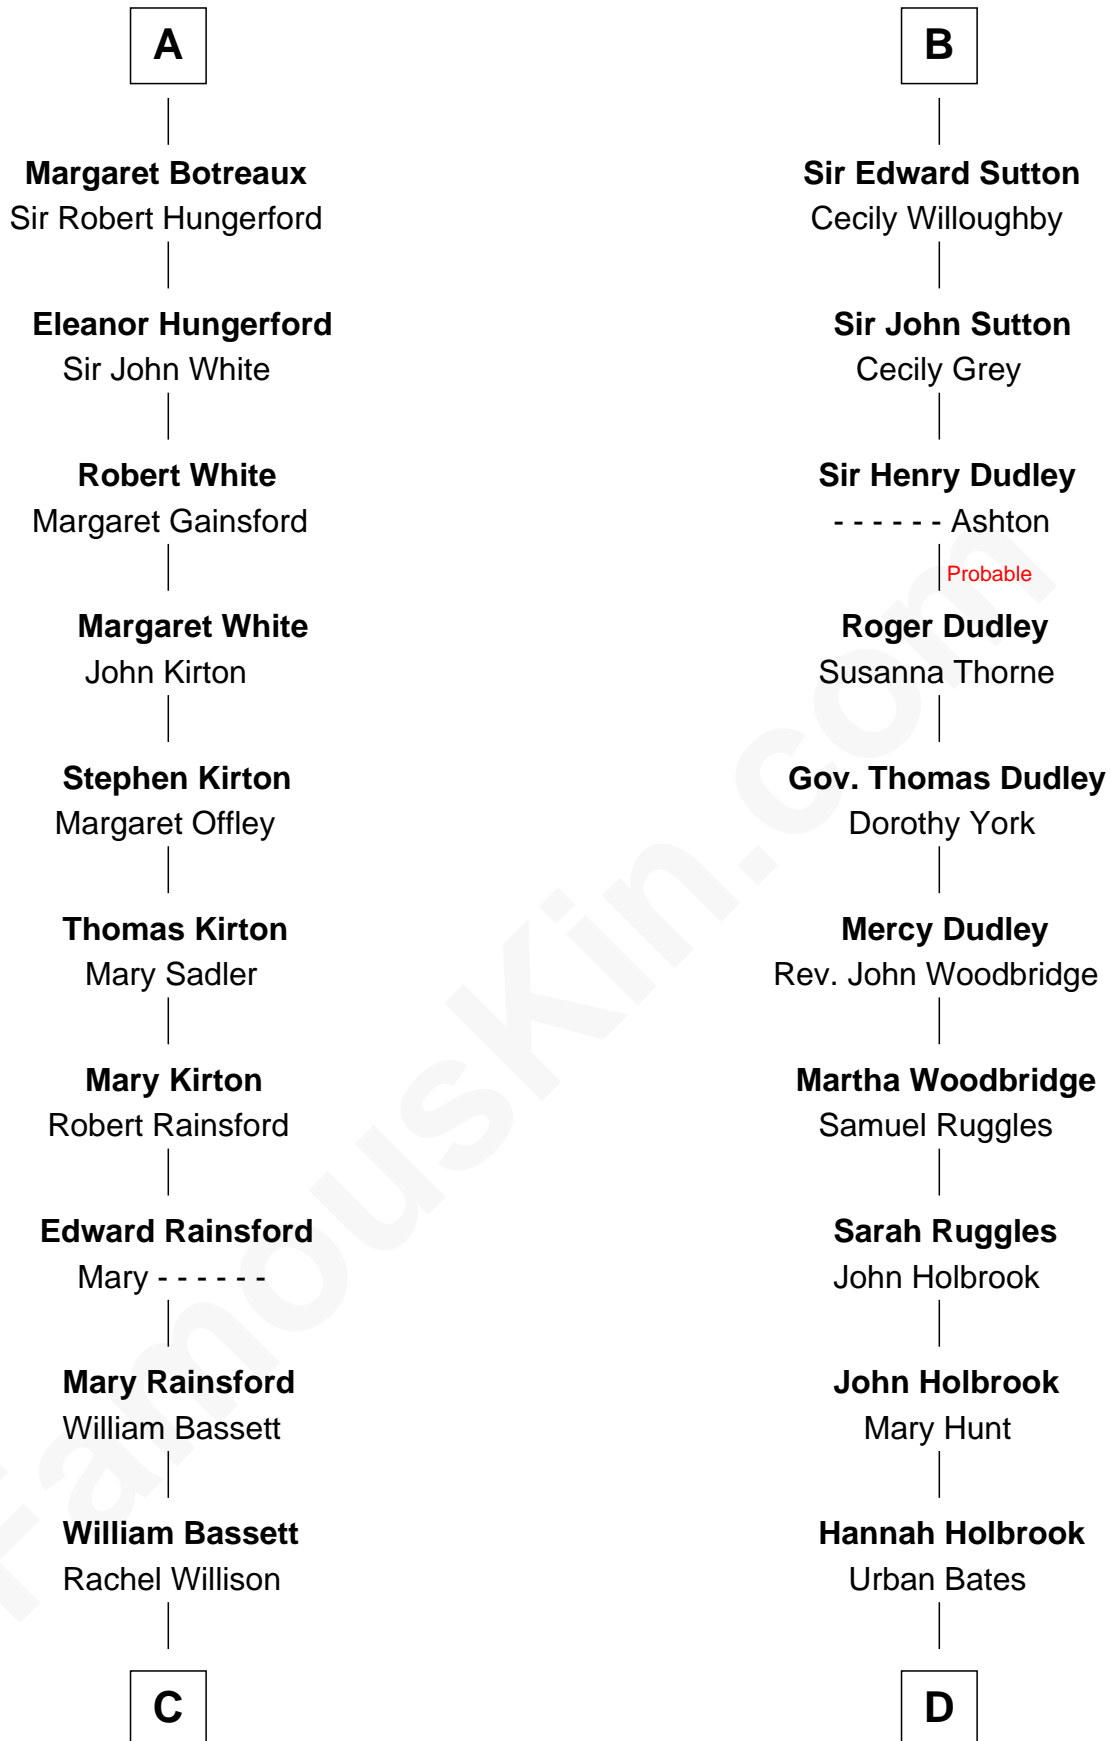 A
Margaret Botreaux
Sir Robert Hungerford
Eleanor Hungerford
Sir John White
Robert White
Margaret Gainsford
Margaret White
John Kirton
Stephen Kirton
Margaret Offley
Thomas Kirton
Mary Sadler
Mary Kirton
Robert Rainsford
Edward Rainsford
Mary - - - - - -
Mary Rainsford
William Bassett
William Bassett
Rachel Willison
C
B
Sir Edward Sutton
Cecily Willoughby
Sir John Sutton
Cecily Grey
Sir Henry Dudley
- - - - - - Ashton
Probable
Roger Dudley
Susanna Thorne
Gov. Thomas Dudley
Dorothy York
Mercy Dudley
Rev. John Woodbridge
Martha Woodbridge
Samuel Ruggles
Sarah Ruggles
John Holbrook
John Holbrook
Mary Hunt
Hannah Holbrook
Urban Bates
D
FamousKin.com